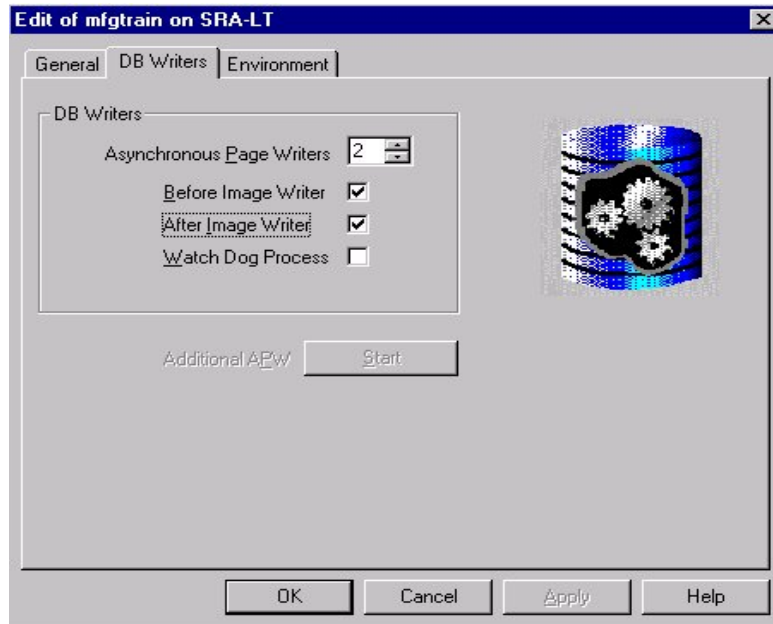 Edit of mfgtrain on SRA-LT
General DB Writers Environment
DB Writers
Asynchronous Page Writers 2
Before Image Writer
After Image Writer
Watch Dog Process
Additional APW Start
OK Cancel Apply Help